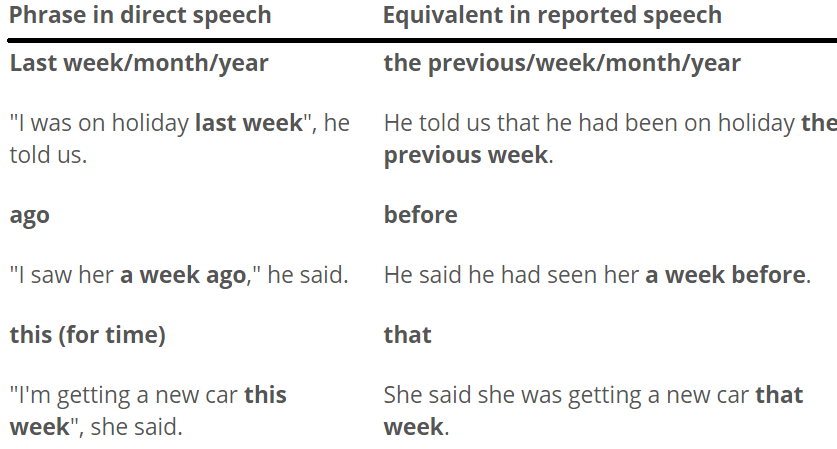 Phrase in direct speech Equivalent in reported speech
Last week/month/year the previous/week/month/year
"I was on holiday last week", he He told us that he had been on holiday the
told us. previous week.
ago before
"I saw her a week ago," he said. He said he had seen her a week before.
this (for time) that
"I'm getting a new car this She said she was getting a new car that
week", she said. week.